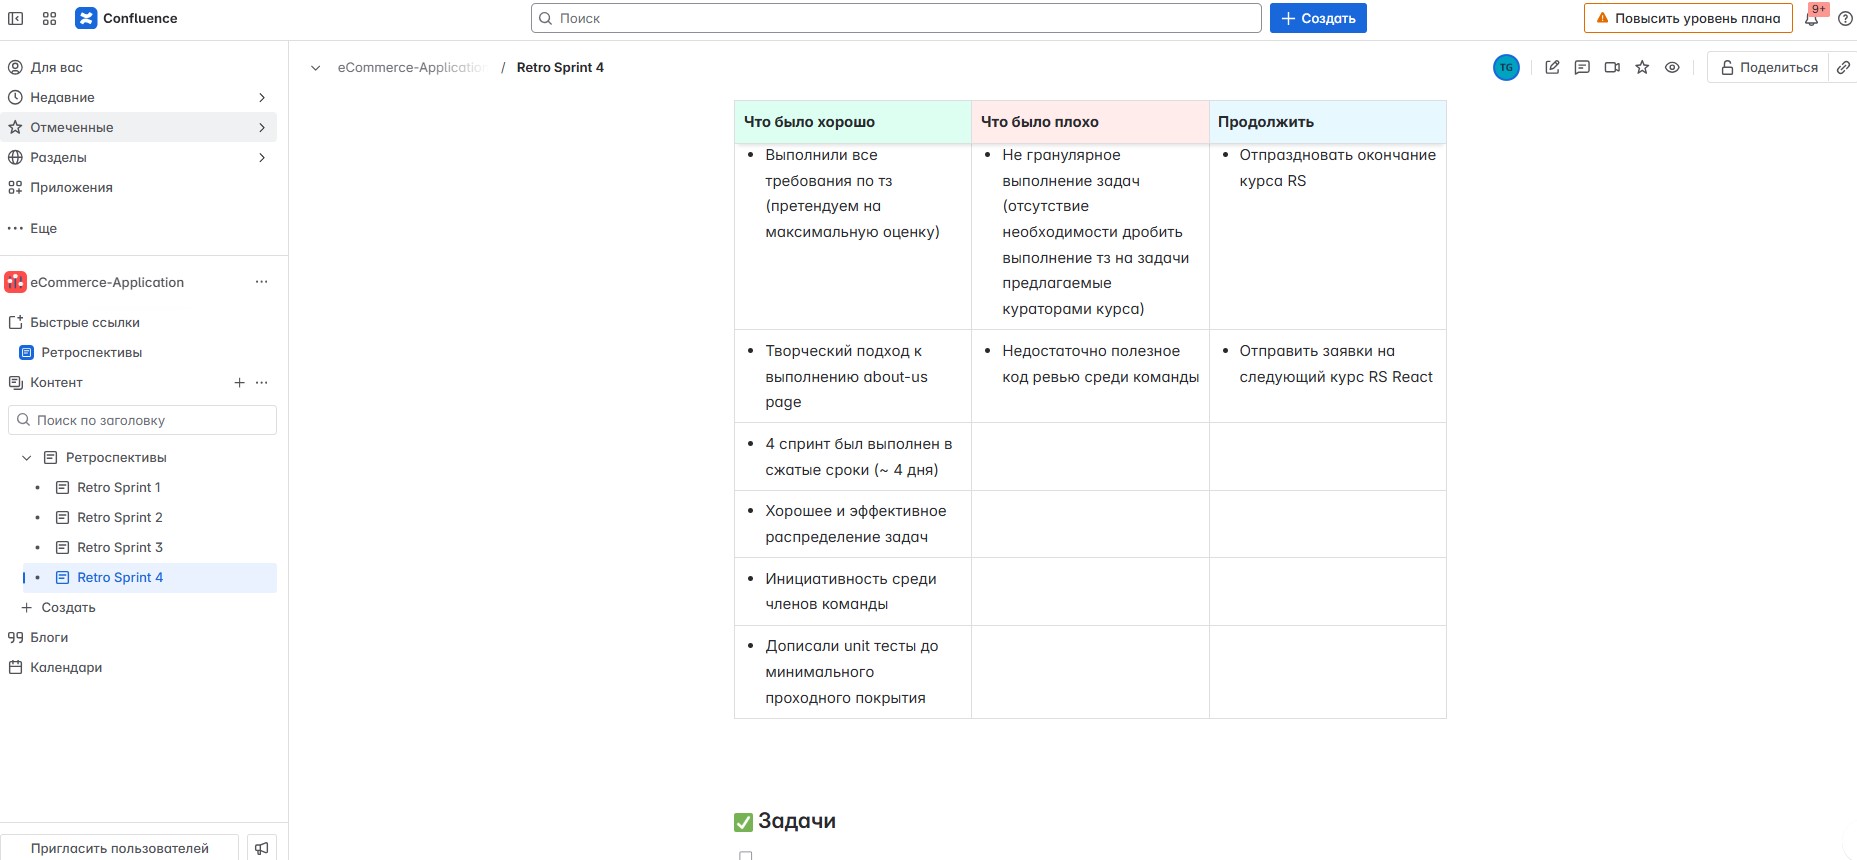 Confluence
Поиск
Создать
Повысить уровень плана
9+
Для вас
Недавние
Отмеченные
Разделы
Приложения
Еще
eCommerce-Application
Быстрые ссылки
Ретроспективы
Контент
Поиск по заголовку
Ретроспективы
Retro Sprint 1
Retro Sprint 2
Retro Sprint 3
Retro Sprint 4
Создать
Блоги
Календари
Пригласить пользователей
eCommerce-Application / Retro Sprint 4
TG
Поделиться
Что было хорошо
Что было плохо
Продолжить
Выполнили все
требования по тз
(претендуем на
максимальную оценку)
Не гранулярное
выполнение задач
(отсутствие
необходимости дробить
выполнение тз на задачи
предлагаемые
кураторами курса)
Отпраздновать окончание
курса RS
Творческий подход к
выполнению about-us
page
Недостаточно полезное
код ревью среди команды
Отправить заявки на
следующий курс RS React
4 спринт был выполнен в
сжатые сроки (~ 4 дня)
Хорошее и эффективное
распределение задач
Инициативность среди
членов команды
Дописали unit тесты до
минимального
проходного покрытия
Задачи